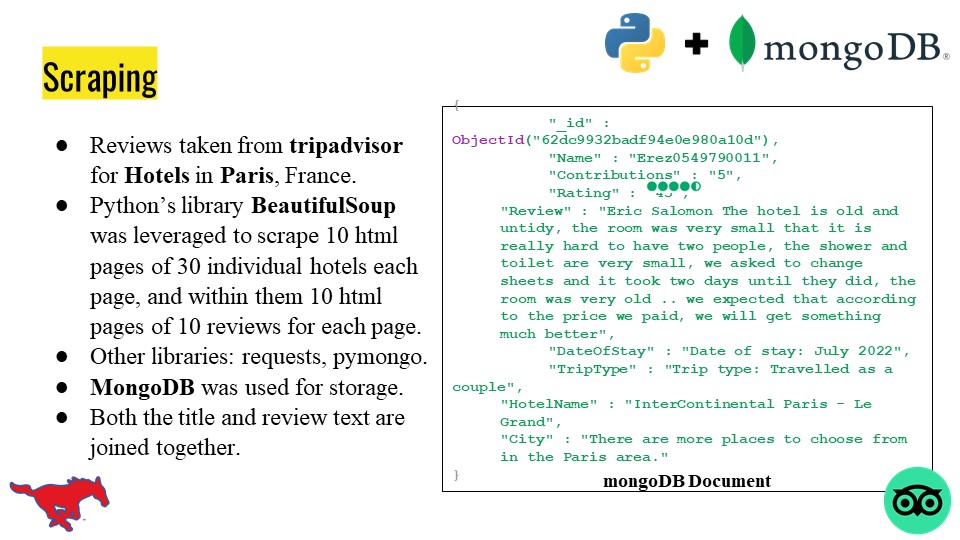 mongoDB®
Scraping
● Reviews taken from tripadvisor
for Hotels in Paris, France.
● Python’s library BeautifulSoup
was leveraged to scrape 10 html
pages of 30 individual hotels each
page, and within them 10 html
pages of 10 reviews for each page.
● Other libraries: requests, pymongo.
● MongoDB was used for storage.
● Both the title and review text are
joined together.
{
"_id" :
ObjectId("62dc9932badf94e0e980a10d"),
"Name" : "Erez0549790011",
"Contributions" : "5",
"Rating" : "45",
"Review" : "Eric Salomon The hotel is old and
untidy, the room was very small that it is
really hard to have two people, the shower and
toilet are very small, we asked to change
sheets and it took two days until they did, the
room was very old .. we expected that according
to the price we paid, we will get something
much better",
"DateOfStay" : "Date of stay: July 2022",
"TripType" : "Trip type: Travelled as a
couple",
"HotelName" : "InterContinental Paris - Le
Grand",
"City" : "There are more places to choose from
in the Paris area."
}
mongoDB Document